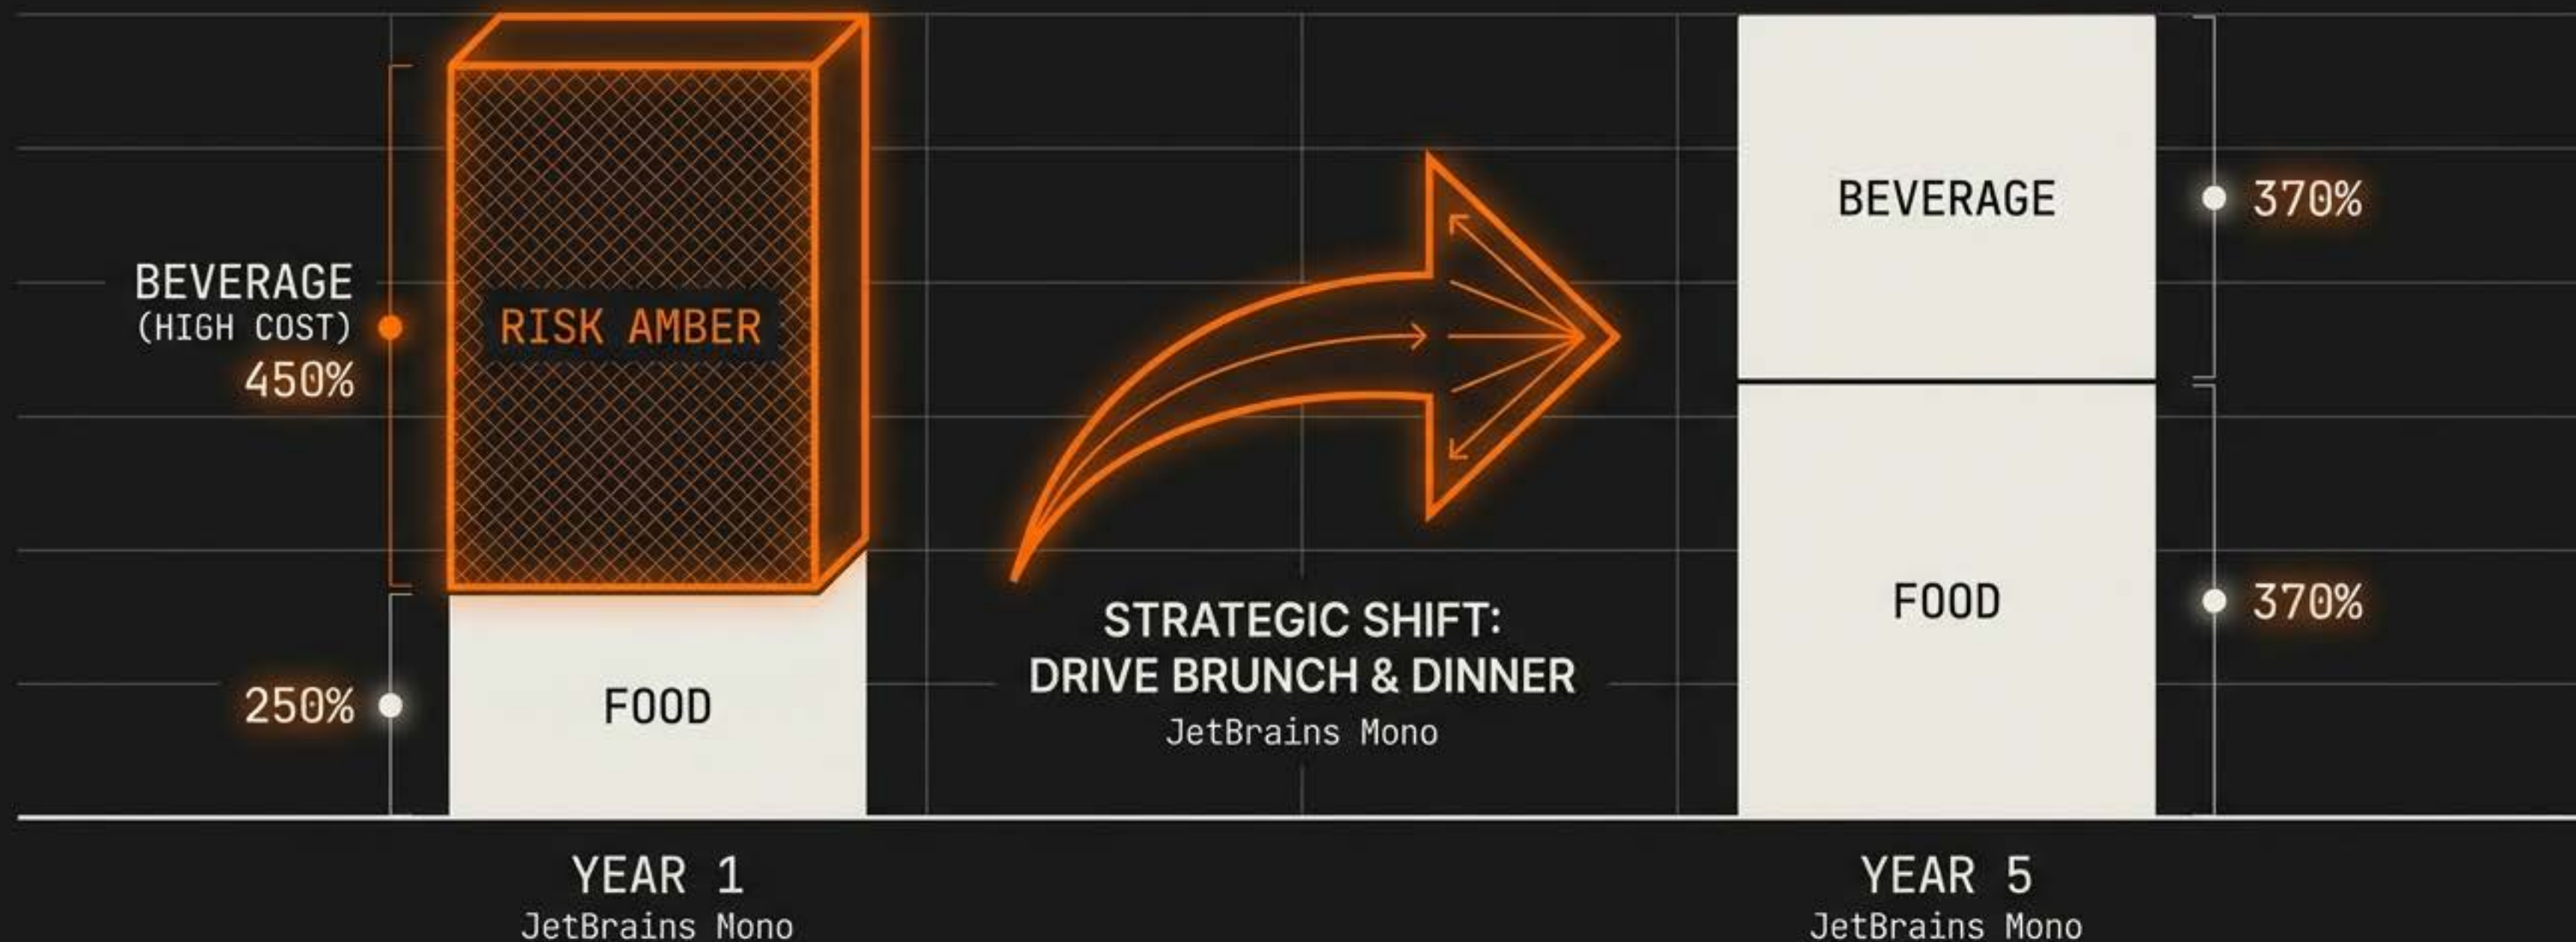 BEVERAGE
(HIGH COST)
450%
RISK AMBER
250%
FOOD
STRATEGIC SHIFT:
DRIVE BRUNCH & DINNER
JetBrains Mono
BEVERAGE
370%
FOOD
370%
YEAR 1
JetBrains Mono
YEAR 5
JetBrains Mono